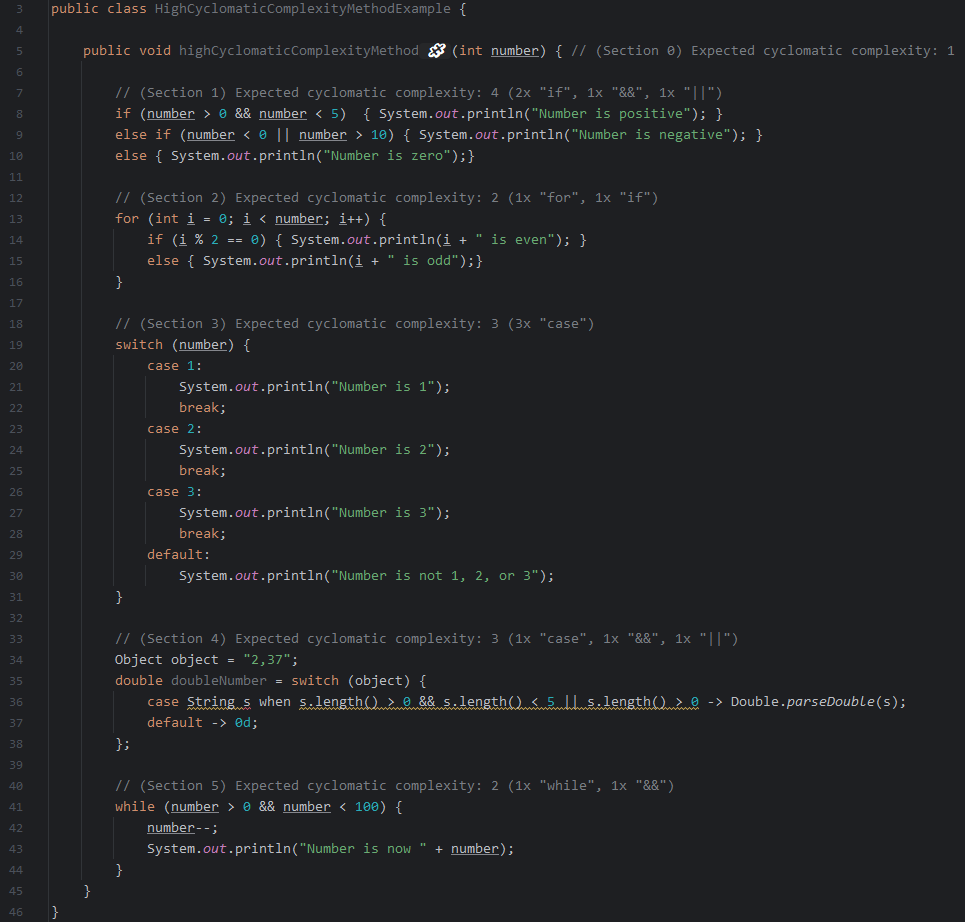 3 public class HighCyclomaticComplexityMethodExample {
4
5 public void highCyclomaticComplexityMethod (int number) { // (Section 0) Expected cyclomatic complexity: 1
6
7 // (Section 1) Expected cyclomatic complexity: 4 (2x "if", 1x "&&", 1x "||")
8 if (number > 0 && number < 5)  { System.out.println("Number is positive"); }
9 else if (number < 0 || number > 10) { System.out.println("Number is negative"); }
10 else { System.out.println("Number is zero");}
11
12 // (Section 2) Expected cyclomatic complexity: 2 (1x "for", 1x "if")
13 for (int i = 0; i < number; i++) {
14 if (i % 2 == 0) { System.out.println(i + " is even"); }
15 else { System.out.println(i + " is odd");}
16 }
17
18 // (Section 3) Expected cyclomatic complexity: 3 (3x "case")
19 switch (number) {
20 case 1:
21 System.out.println("Number is 1");
22 break;
23 case 2:
24 System.out.println("Number is 2");
25 break;
26 case 3:
27 System.out.println("Number is 3");
28 break;
29 default:
30 System.out.println("Number is not 1, 2, or 3");
31 }
32
33 // (Section 4) Expected cyclomatic complexity: 3 (1x "case", 1x "&&", 1x "||")
34 Object object = "2,37";
35 double doubleNumber = switch (object) {
36 case String s when s.length() > 0 && s.length() < 5 || s.length() > 0 -> Double.parseDouble(s);
37 default -> 0d;
38 };
39
40 // (Section 5) Expected cyclomatic complexity: 2 (1x "while", 1x "&&")
41 while (number > 0 && number < 100) {
42 number--;
43 System.out.println("Number is now " + number);
44 }
45 }
46 }